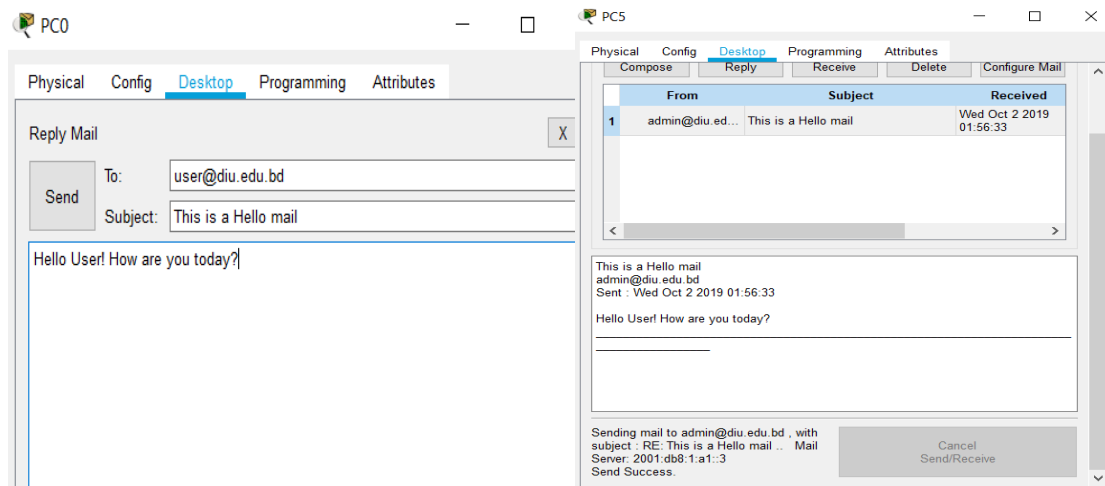 PC0
Physical Config Desktop Programming Attributes
Reply Mail
X
Send
To: user@diu.edu.bd
Subject: This is a Hello mail
Hello User! How are you today?
PC5
Physical Config Desktop Programming Attributes
Compose Reply Receive Delete Configure Mail
From Subject Received
1 admin@diu.ed... This is a Hello mail Wed Oct 2 2019
01:56:33
This is a Hello mail
admin@diu.edu.bd
Sent : Wed Oct 2 2019 01:56:33
Hello User! How are you today?
Sending mail to admin@diu.edu.bd , with
subject : RE: This is a Hello mail .. Mail
Server: 2001:db8:1:a1::3
Send Success.
Cancel
Send/Receive